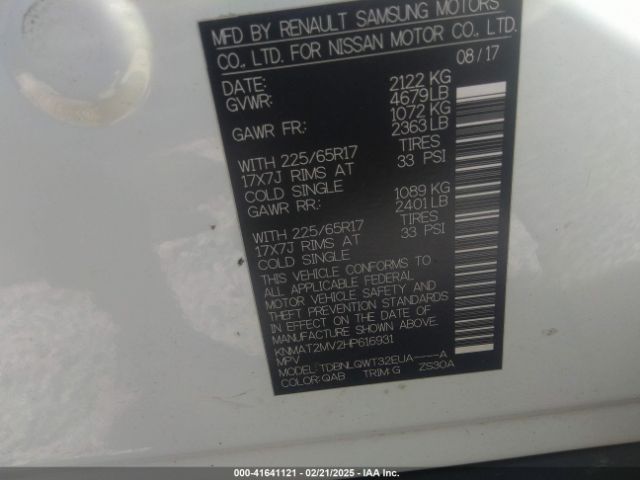 MFD BY RENAULT SAMSUNG MOTORS
CO., LTD. FOR NISSAN MOTOR CO., LTD.
DATE: 08/17
GVWR: 2122 KG
4679 LB
GAWR FR: 1072 KG
2363 LB
WITH 225/65R17 TIRES
17X7J RIMS AT 33 PSI
COLD SINGLE
GAWR RR: 1089 KG
2401 LB
WITH 225/65R17 TIRES
17X7J RIMS AT 33 PSI
COLD SINGLE
THIS VEHICLE CONFORMS TO
ALL APPLICABLE FEDERAL
MOTOR VEHICLE SAFETY AND
THEFT PREVENTION STANDARDS
IN EFFECT ON THE DATE OF
MANUFACTURE SHOWN ABOVE.
KNMAT2MV2HP616931
MPV
MODEL: TDBNLQWT32EUA----A
COLOR: QAB TRIM: G ZS30A
000-41641121 - 02/21/2025 - IAA Inc.